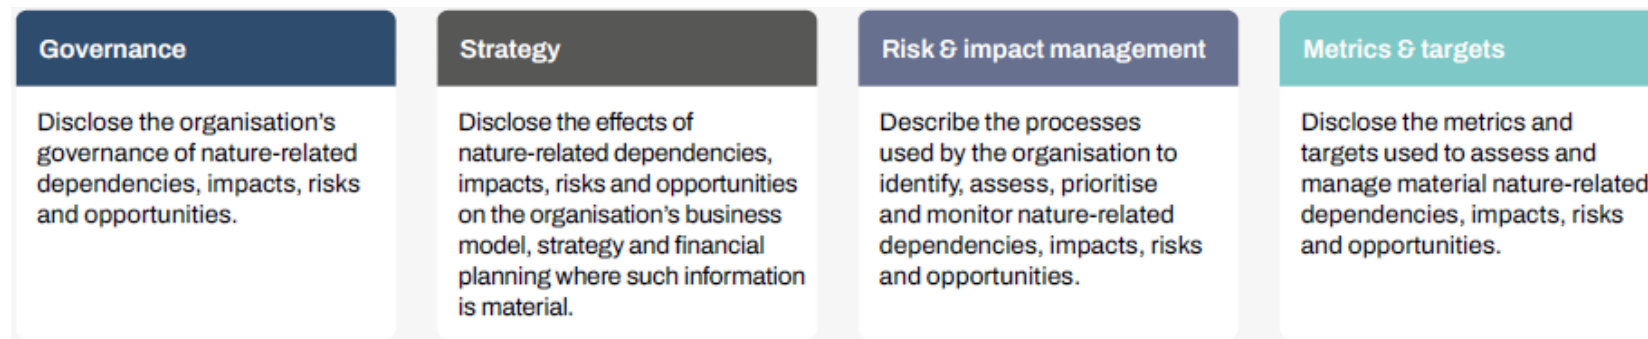 Governance
Disclose the organisation's
governance of nature-related
dependencies, impacts, risks
and opportunities.
Strategy
Disclose the effects of
nature-related dependencies,
impacts, risks and opportunities
on the organisation's business
model, strategy and financial
planning where such information
is material.
Risk & impact management
Describe the processes
used by the organisation to
identify, assess, prioritise
and monitor nature-related
dependencies, impacts, risks
and opportunities.
Metrics & targets
Disclose the metrics and
targets used to assess and
manage material nature-related
dependencies, impacts, risks
and opportunities.